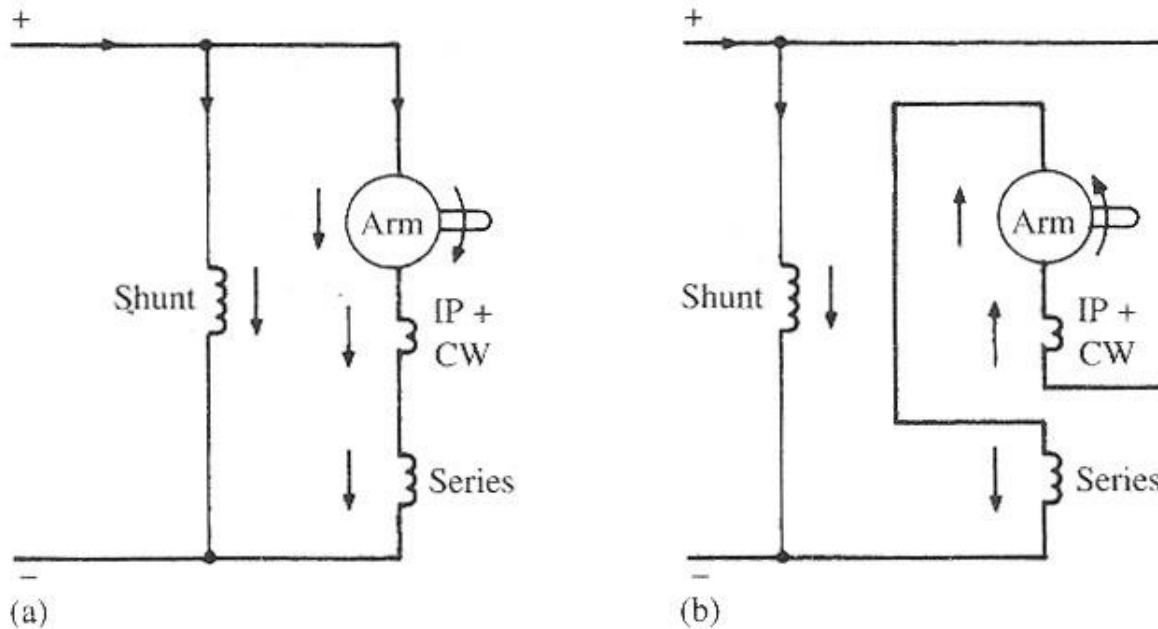 +
Arm
Shunt
IP +
CW
Series
−
(a)
+
Arm
Shunt
IP +
CW
Series
−
(b)